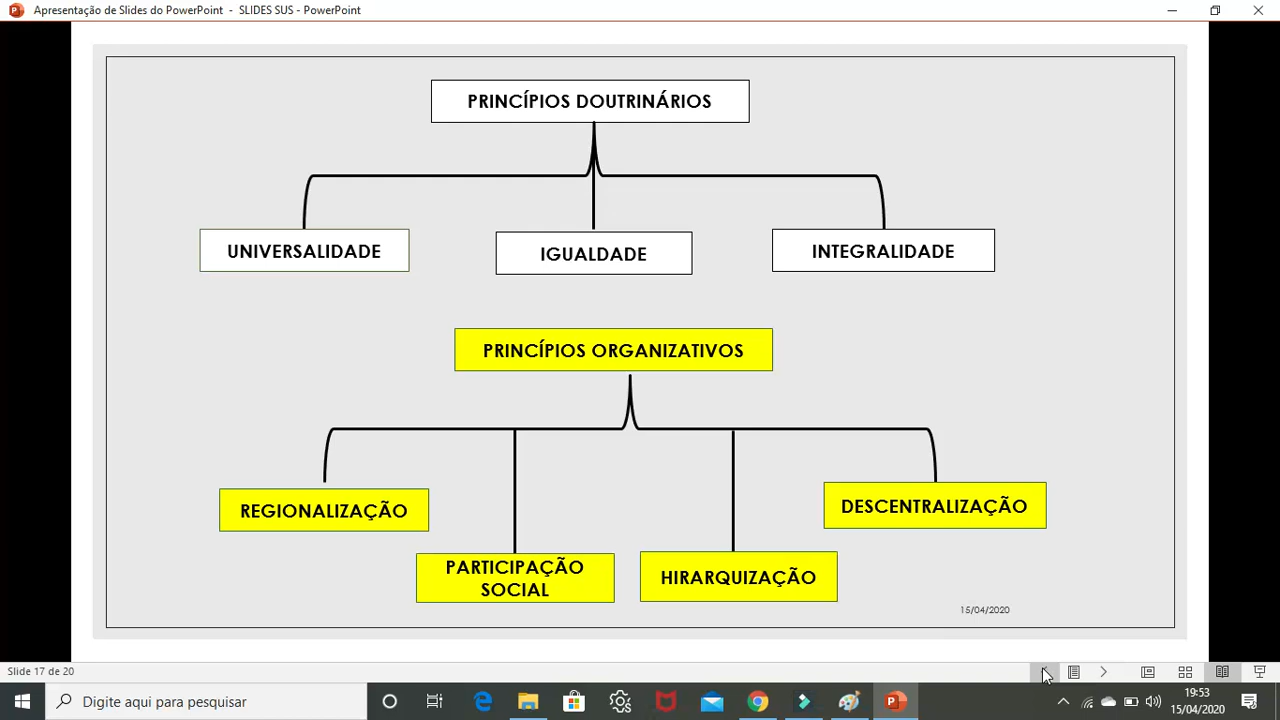 Apresentação de Slides do PowerPoint - SLIDES SUS - PowerPoint
PRINCÍPIOS DOUTRINÁRIOS
UNIVERSALIDADE
IGUALDADE
INTEGRALIDADE
PRINCÍPIOS ORGANIZATIVOS
REGIONALIZAÇÃO
DESCENTRALIZAÇÃO
PARTICIPAÇÃO
SOCIAL
HIRARQUIZAÇÃO
15/04/2020
Slide 17 de 20
Digite aqui para pesquisar
19:53
15/04/2020